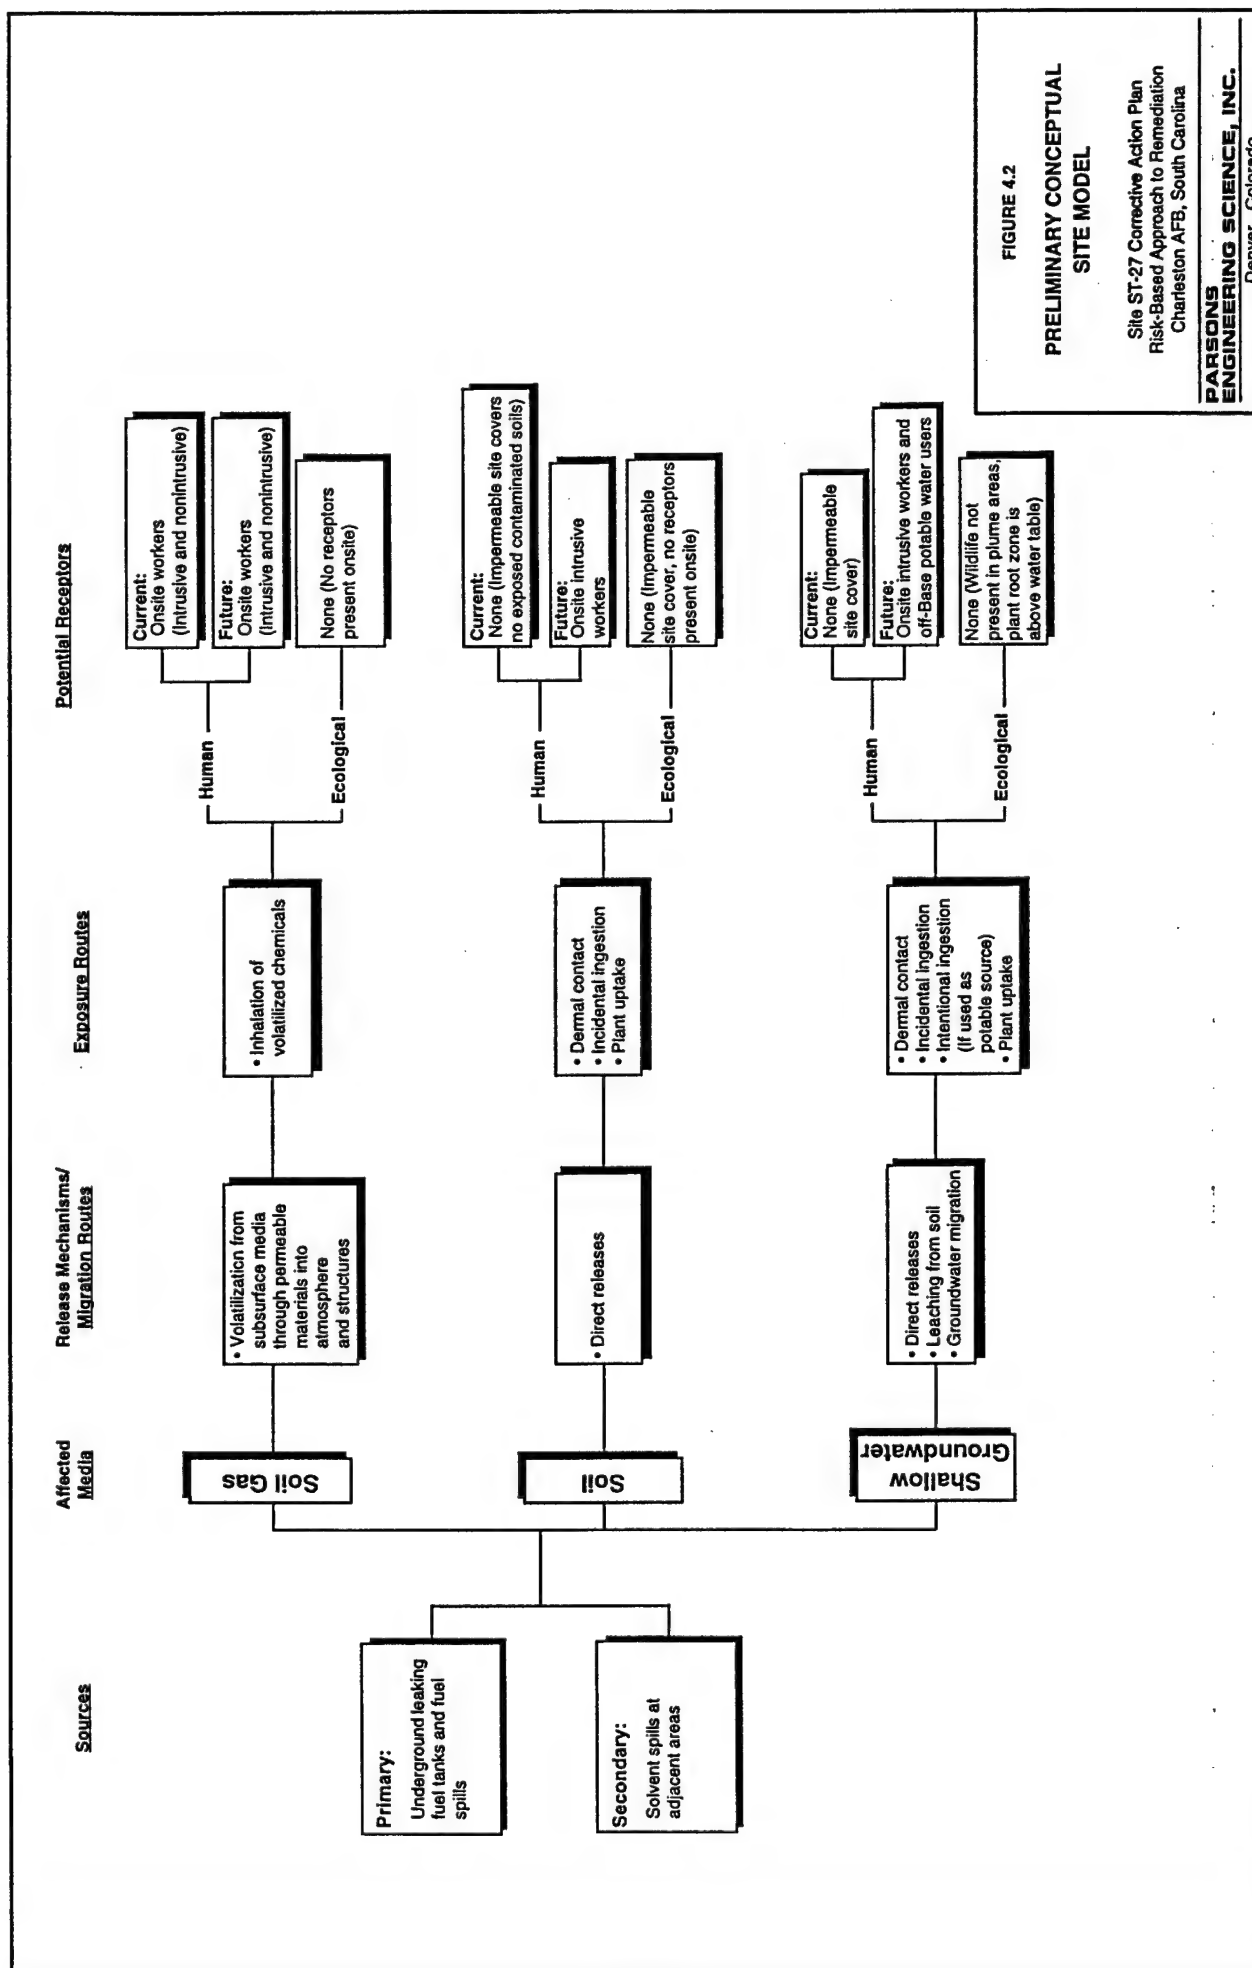 Sources
Affected
Media
Release Mechanisms/
Migration Routes
Exposure Routes
Potential Receptors
Primary:
Underground leaking
fuel tanks and fuel
spills
Secondary:
Solvent spills at
adjacent areas
Soil Gas
• Volatilization from
subsurface media
through permeable
materials into
atmosphere
and structures
• Inhalation of
volatilized chemicals
Human
Current:
Onsite workers
(Intrusive and nonintrusive)
Future:
Onsite workers
(Intrusive and nonintrusive)
Ecological
None (No receptors
present onsite)
Soil
• Direct releases
• Dermal contact
• Incidental ingestion
• Plant uptake
Human
Current:
None (Impermeable site covers
no exposed contaminated soils)
Future:
Onsite intrusive
workers
Ecological
None (Impermeable
site cover, no receptors
present onsite)
Shallow
Groundwater
• Direct releases
• Leaching from soil
• Groundwater migration
• Dermal contact
• Incidental ingestion
• Intentional ingestion
(If used as
potable source)
• Plant uptake
Human
Current:
None (Impermeable
site cover)
Future:
Onsite intrusive workers and
off-Base potable water users
Ecological
None (Wildlife not
present in plume areas,
plant root zone is
above water table)
FIGURE 4.2
PRELIMINARY CONCEPTUAL
SITE MODEL
Site ST-27 Corrective Action Plan
Risk-Based Approach to Remediation
Charleston AFB, South Carolina
PARSONS
ENGINEERING SCIENCE, INC.
Denver, Colorado